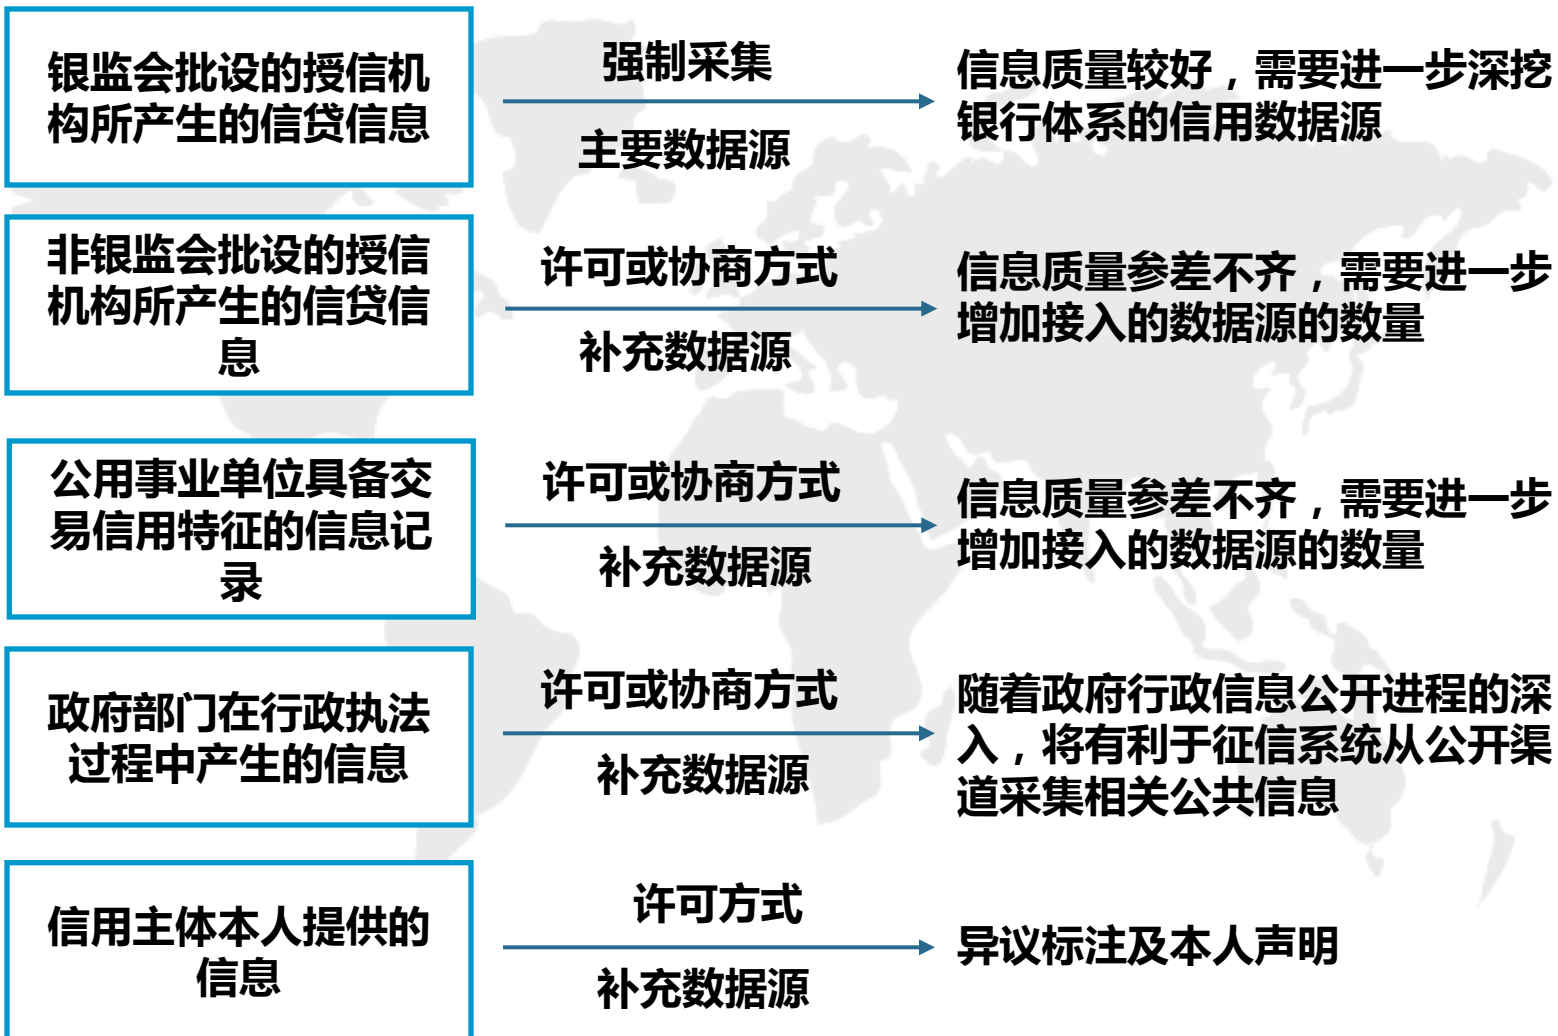 银监会批设的授信机
构所产生的信贷信息
强制采集
主要数据源
信息质量较好，需要进一步深挖
银行体系的信用数据源
非银监会批设的授信
机构所产生的信贷信
息
许可或协商方式
补充数据源
信息质量参差不齐，需要进一步
增加接入的数据源的数量
公用事业单位具备交
易信用特征的信息记
录
许可或协商方式
补充数据源
信息质量参差不齐，需要进一步
增加接入的数据源的数量
政府部门在行政执法
过程中产生的信息
许可或协商方式
补充数据源
随着政府行政信息公开进程的深
入，将有利于征信系统从公开渠
道采集相关公共信息
信用主体本人提供的
信息
许可方式
补充数据源
异议标注及本人声明